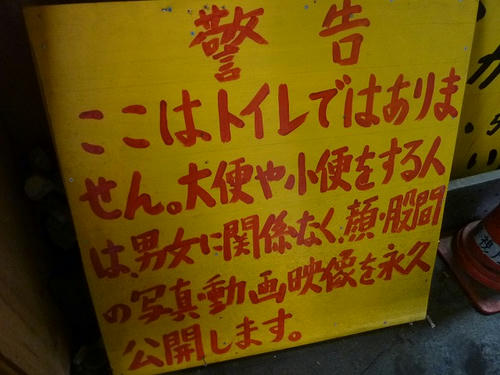 警告
ここはトイレではありま
せん。大便や小便をする人
は、男女に関係なく、顔・股間
の写真・動画映像を永久
公開します。